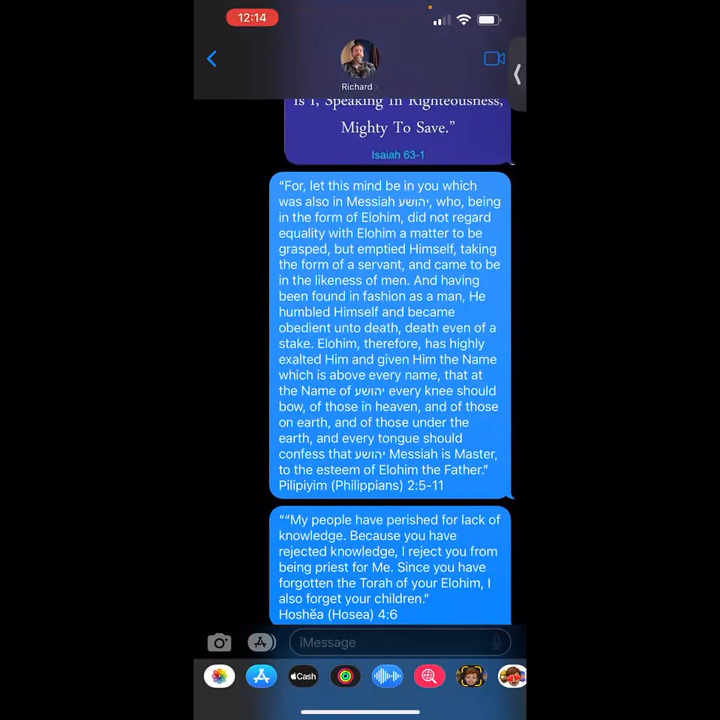 12:14
Richard
Is I, Speaking In Righteousness,
Mighty To Save.”
Isaiah 63-1
“For, let this mind be in you which
was also in Messiah יהושע, who, being
in the form of Elohim, did not regard
equality with Elohim a matter to be
grasped, but emptied Himself, taking
the form of a servant, and came to be
in the likeness of men. And having
been found in fashion as a man, He
humbled Himself and became
obedient unto death, death even of a
stake. Elohim, therefore, has highly
exalted Him and given Him the Name
which is above every name, that at
the Name of יהושע every knee should
bow, of those in heaven, and of those
on earth, and of those under the
earth, and every tongue should
confess that יהושע Messiah is Master,
to the esteem of Elohim the Father.”
Pilipiyim (Philippians) 2:5-11
““My people have perished for lack of
knowledge. Because you have
rejected knowledge, I reject you from
being priest for Me. Since you have
forgotten the Torah of your Elohim, I
also forget your children.”
Hoshĕa (Hosea) 4:6
iMessage
Cash